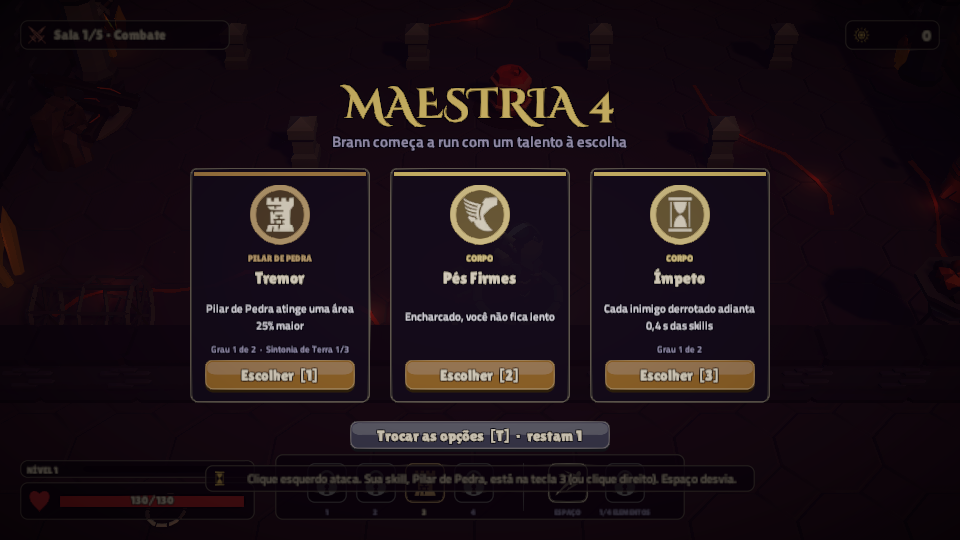 Sala 1/5 · Combate
0
MAESTRIA 4
Brann começa a run com um talento à escolha
PILAR DE PEDRA
Tremor
Pilar de Pedra atinge uma área
25% maior
Grau 1 de 2 · Sintonia de Terra 1/3
Escolher [1]
CORPO
Pés Firmes
Encharcado, você não fica lento
Escolher [2]
CORPO
Ímpeto
Cada inimigo derrotado adianta
0,4 s das skills
Grau 1 de 2
Escolher [3]
Trocar as opções [T] · restam 1
NÍVEL 1
Clique esquerdo ataca. Sua skill, Pilar de Pedra, está na tecla 3 (ou clique direito). Espaço desvia.
130/130
1
2
3
4
ESPAÇO
1/4 ELEMENTOS